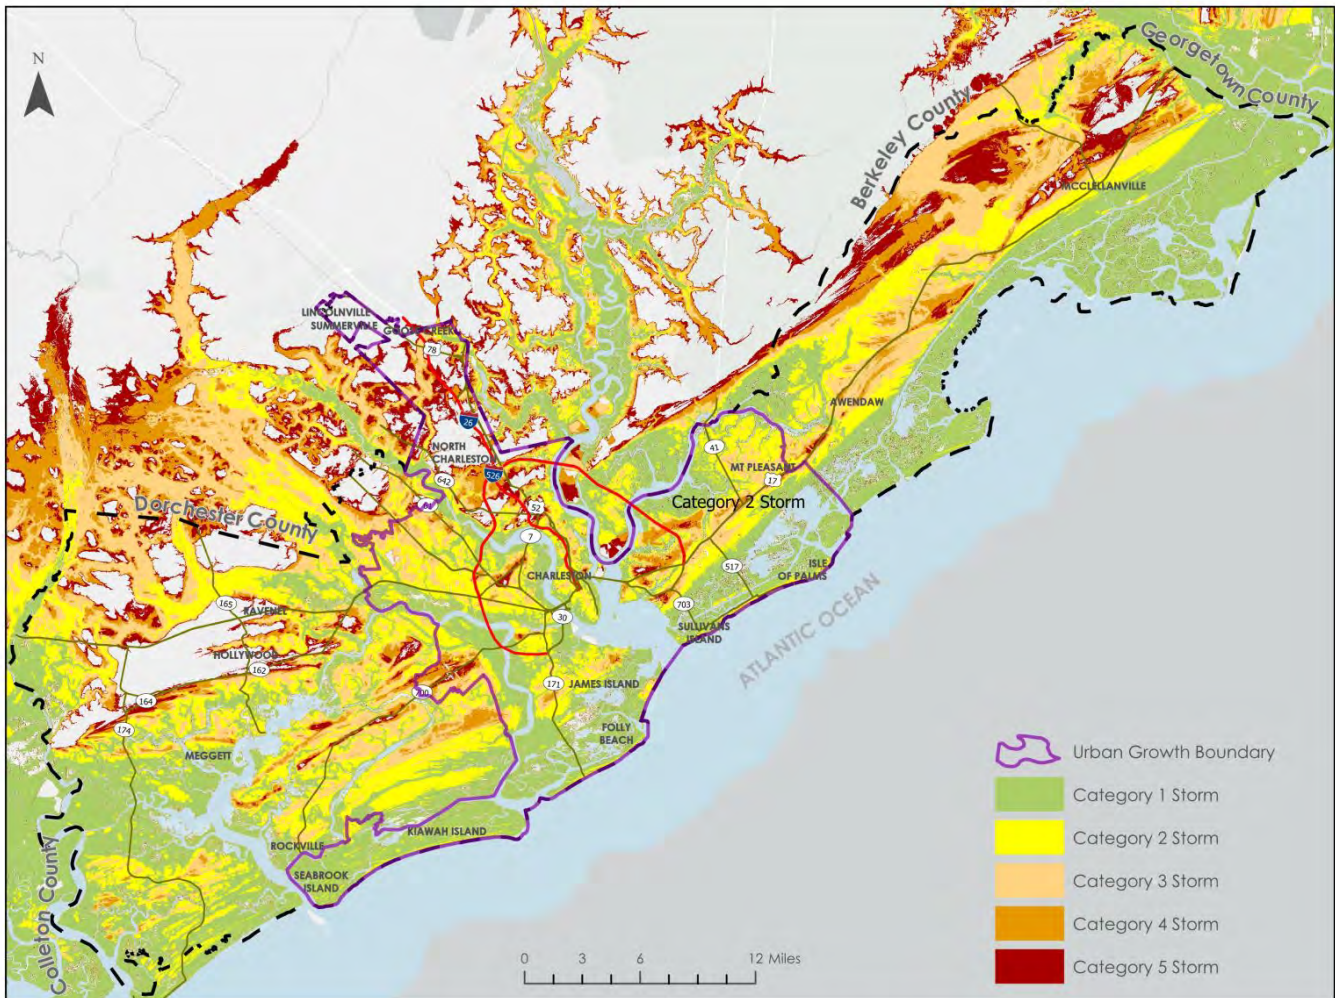 Georgetown County
N
Berkeley County
MCCLELLANVILLE
LINCOLNVILLE
SUMMERVILLE
GOOSE CREEK
78
26
AWENDAW
NORTH
CHARLESTON
41
MT PLEASANT
526
17
642
61
Category 2 Storm
52
Dorchester County
7
517
ISLE
OF PALMS
CHARLESTON
165
RAVENEL
703
30
SULLIVANS
ISLAND
ATLANTIC OCEAN
HOLLYWOOD
162
JAMES ISLAND
171
700
164
174
FOLLY
BEACH
MEGGETT
Urban Growth Boundary
Category 1 Storm
KIAWAH ISLAND
Category 2 Storm
ROCKVILLE
SEABROOK
ISLAND
Category 3 Storm
Colleton County
Category 4 Storm
0 3 6 12 Miles
Category 5 Storm